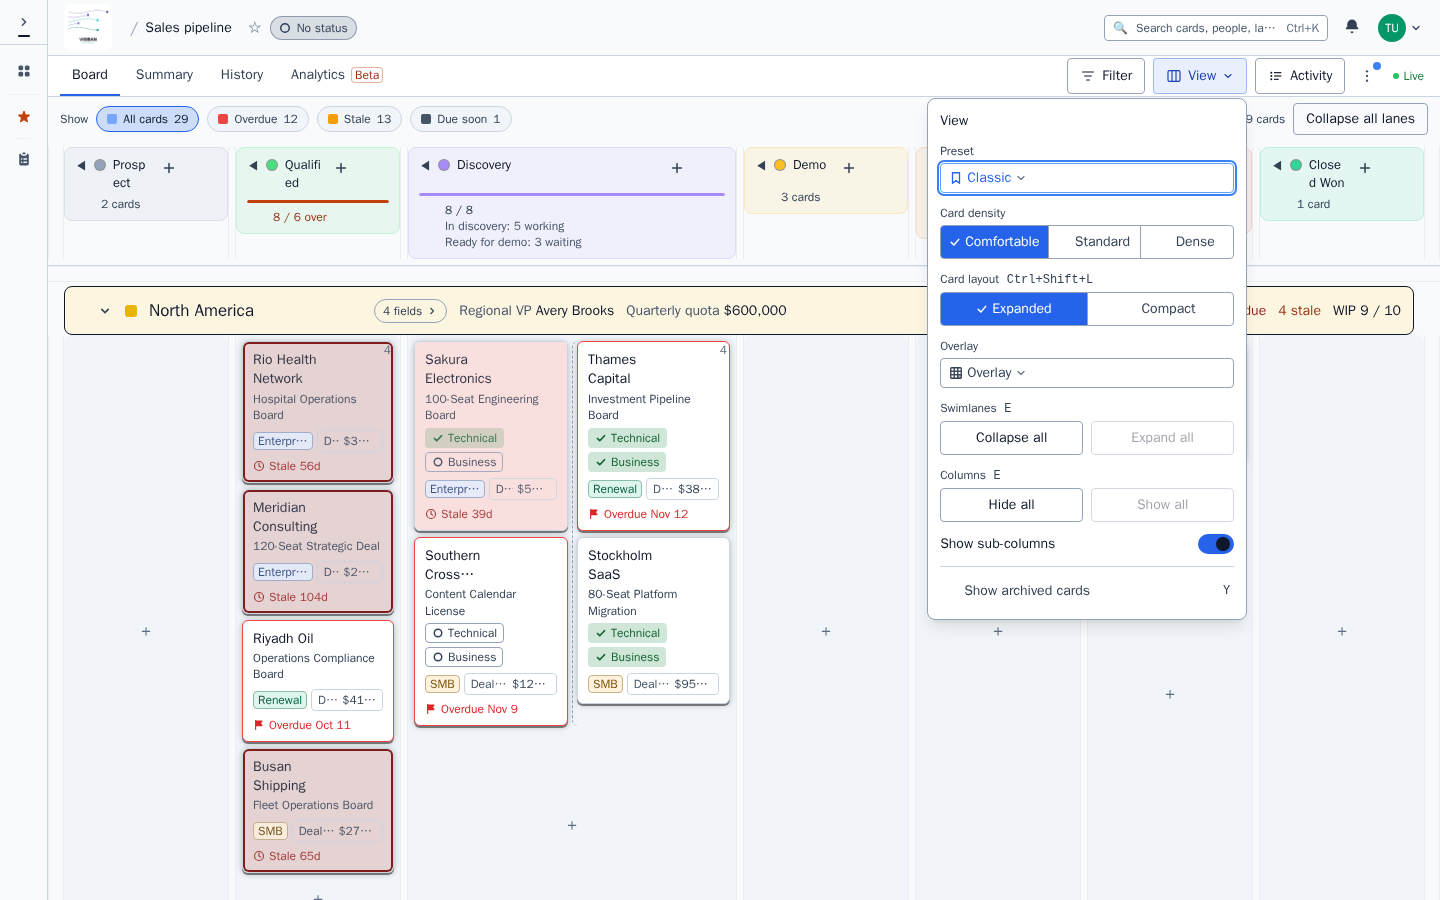 VISBAN
/ Sales pipeline
No status
Search cards, people, la··· Ctrl+K
TU
Board Summary History Analytics Beta
Filter View Activity Live
Show All cards 29 Overdue 12 Stale 13 Due soon 1
9 cards Collapse all lanes
Prosp
ect
2 cards
Qualifi
ed
8 / 6 over
Discovery
8 / 8
In discovery: 5 working
Ready for demo: 3 waiting
Demo
3 cards
Close
d Won
1 card
View
Preset
Classic
Card density
Comfortable Standard Dense
Card layout Ctrl+Shift+L
Expanded Compact
Overlay
Overlay
Swimlanes E
Collapse all Expand all
Columns E
Hide all Show all
Show sub-columns
Show archived cards Y
North America 4 fields Regional VP Avery Brooks Quarterly quota $600,000
due 4 stale WIP 9 / 10
4
Rio Health
Network
Hospital Operations
Board
Enterpr··· D·· $3···
Stale 56d
Meridian
Consulting
120-Seat Strategic Deal
Enterpr··· D·· $2···
Stale 104d
Riyadh Oil
Operations Compliance
Board
Renewal D··· $41···
Overdue Oct 11
Busan
Shipping
Fleet Operations Board
SMB Deal··· $27···
Stale 65d
Sakura
Electronics
100-Seat Engineering
Board
Technical
Business
Enterpr··· D·· $5···
Stale 39d
Southern
Cross···
Content Calendar
License
Technical
Business
SMB Deal··· $12···
Overdue Nov 9
4
Thames
Capital
Investment Pipeline
Board
Technical
Business
Renewal D··· $38···
Overdue Nov 12
Stockholm
SaaS
80-Seat Platform
Migration
Technical
Business
SMB Deal··· $95···